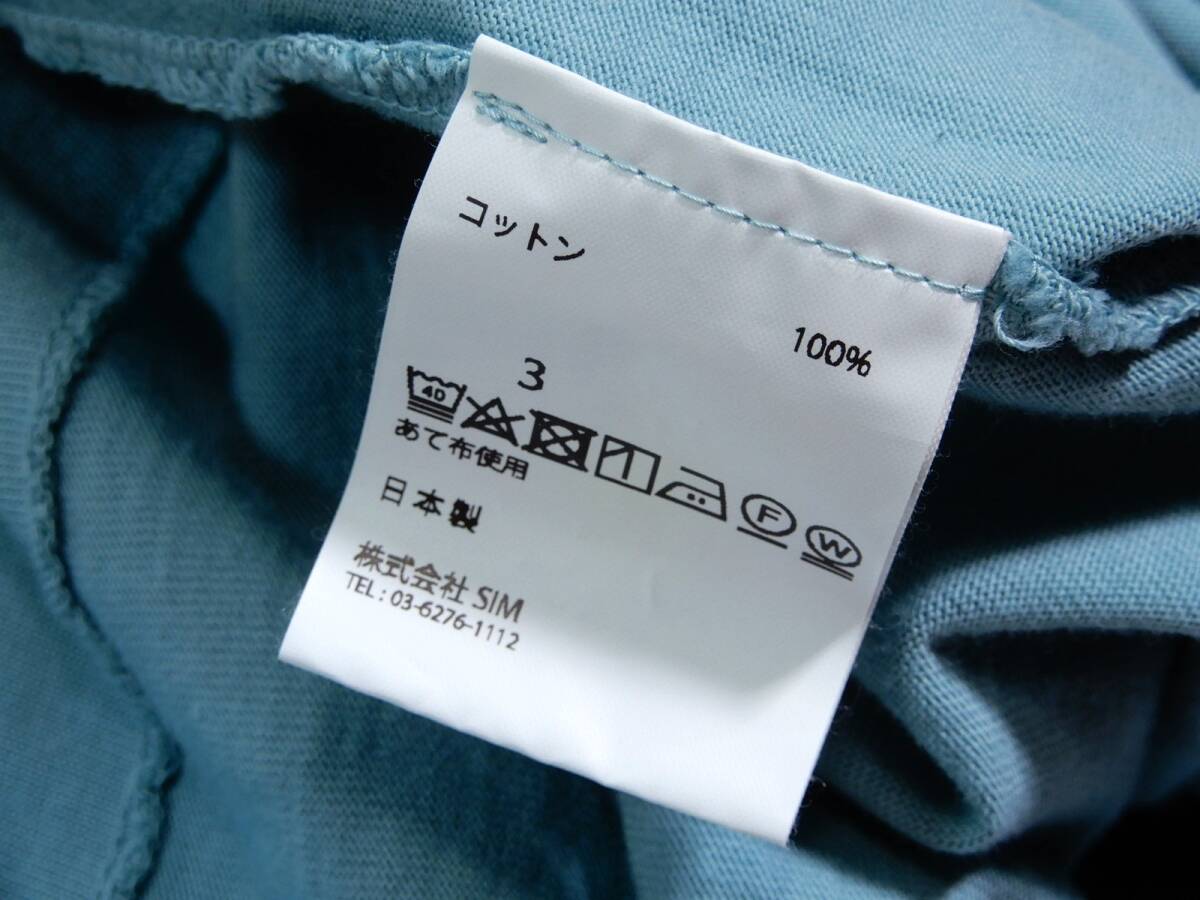 コットン
100%
3
40
F
W
あて布使用
日本製
株式会社 SIM
TEL : 03-6276-1112